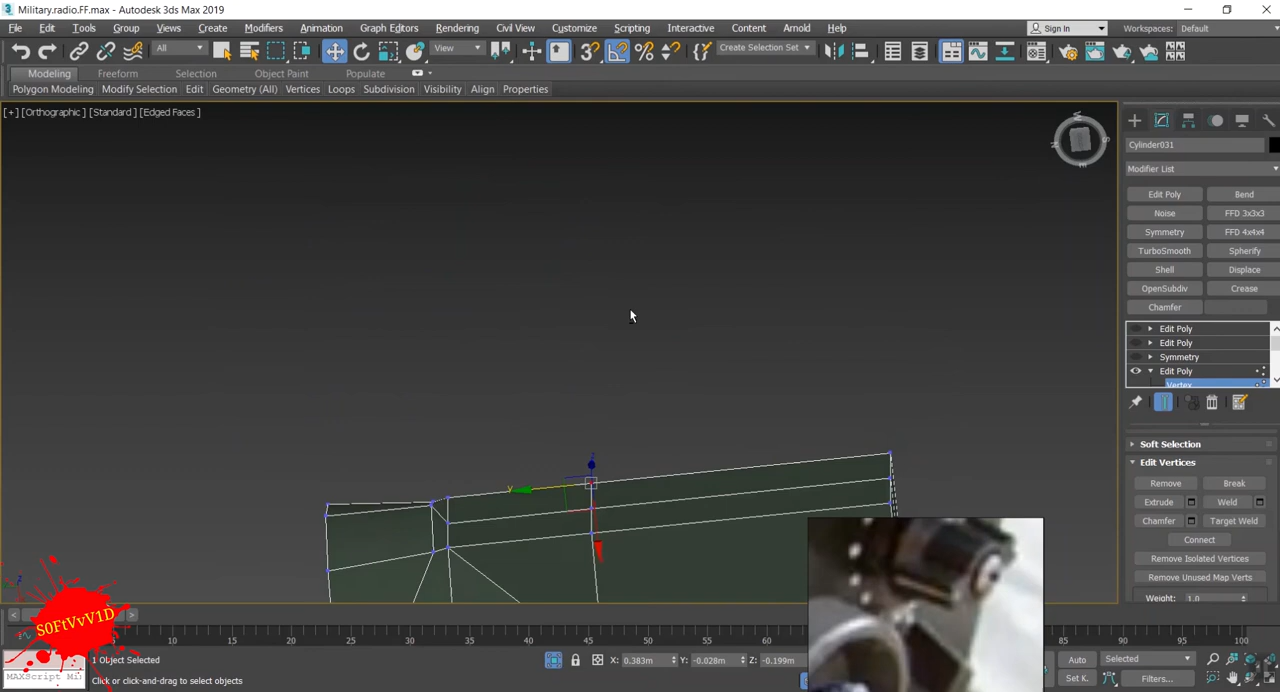 Military.radio.FF.max - Autodesk 3ds Max 2019
File Edit Tools Group Views Create Modifiers Animation Graph Editors Rendering Civil View Customize Scripting Interactive Content Arnold Help Sign In Workspaces: Default
All View Create Selection Set
Modeling Freeform Selection Object Paint Populate
Polygon Modeling Modify Selection Edit Geometry (All) Vertices Loops Subdivision Visibility Align Properties
[+] [Orthographic ] [Standard ] [Edged Faces ]
Cylinder031
Modifier List
Edit Poly Bend
Noise FFD 3x3x3
Symmetry FFD 4x4x4
TurboSmooth Spherify
Shell Displace
OpenSubdiv Crease
Chamfer
Edit Poly
Edit Poly
Symmetry
Edit Poly
Vertex
Soft Selection
Edit Vertices
Remove Break
Extrude Weld
Chamfer Target Weld
Connect
Remove Isolated Vertices
Remove Unused Map Verts
Weight: 1.0
y
S0FtVvV1D
10 15 20 25 30 35 40 45 50 55 60 65 85 90 95 100
1 Object Selected
X: 0.383m Y: -0.028m Z: -0.199m
Auto Selected
MAXScript Mi
Click or click-and-drag to select objects
Set K. Filters...